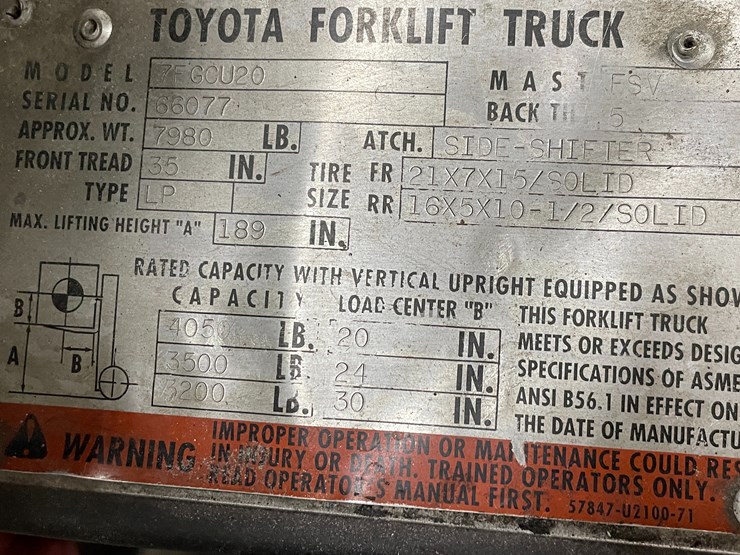 TOYOTA FORKLIFT TRUCK
MODEL 7FGCU20 MAST FSV
SERIAL NO. 66077 BACK 5
APPROX. WT. 7980 LB. ATCH. SIDE-SHIFTER
FRONT TREAD 35 IN. TIRE FR 21X7X15/SOLID
TYPE LP SIZE RR 16X5X10-1/2/SOLID
MAX. LIFTING HEIGHT "A" 189 IN.
RATED CAPACITY WITH VERTICAL UPRIGHT EQUIPPED AS SHOW
CAPACITY LOAD CENTER "B" THIS FORKLIFT TRUCK
4050 LB. 20 IN. MEETS OR EXCEEDS DESIG
3500 LB. 24 IN. SPECIFICATIONS OF ASME
3200 LB. 30 IN. ANSI B56.1 IN EFFECT ON
THE DATE OF MANUFACTU
B
A B
WARNING IMPROPER OPERATION OR MAINTENANCE COULD RES
IN INJURY OR DEATH. TRAINED OPERATORS ONLY.
READ OPERATOR'S MANUAL FIRST. 57847-U2100-71